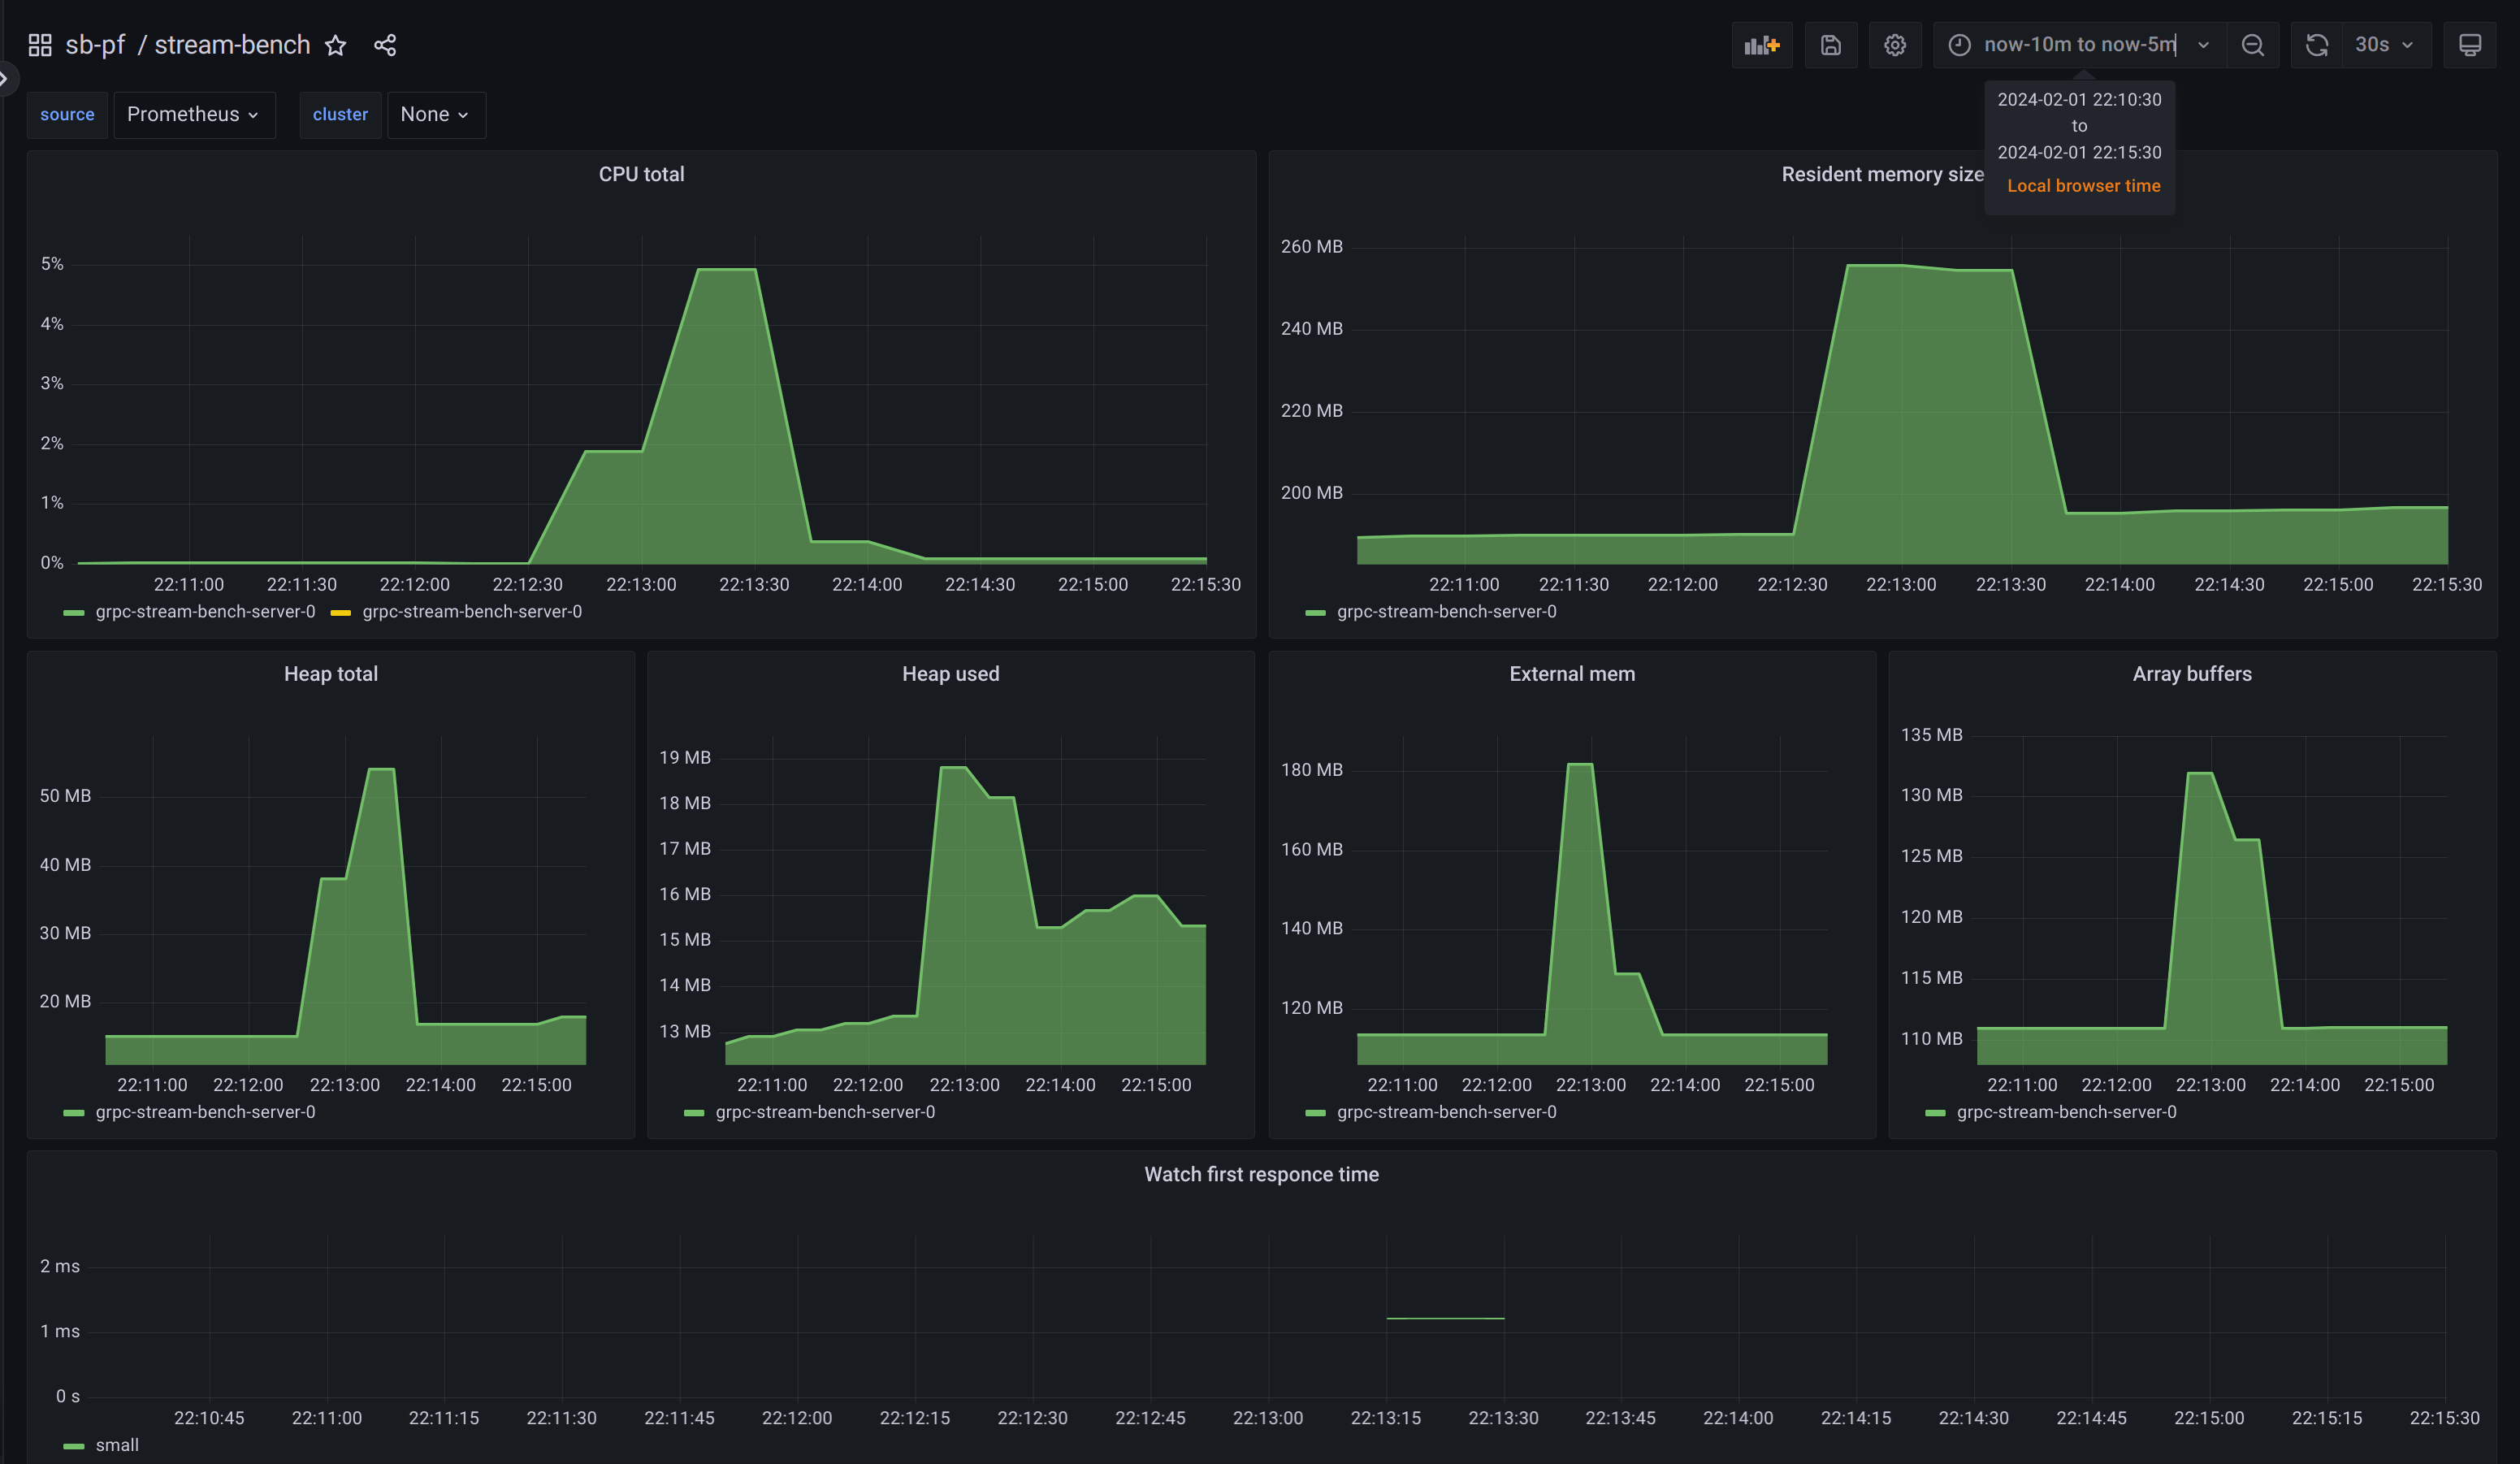 sb-pf / stream-bench
now-10m to now-5m
30s
2024-02-01 22:10:30
to
2024-02-01 22:15:30
Local browser time
source Prometheus cluster None
CPU total
5%
4%
3%
2%
1%
0%
22:11:00 22:11:30 22:12:00 22:12:30 22:13:00 22:13:30 22:14:00 22:14:30 22:15:00 22:15:30
grpc-stream-bench-server-0 grpc-stream-bench-server-0
Resident memory size
260 MB
240 MB
220 MB
200 MB
22:11:00 22:11:30 22:12:00 22:12:30 22:13:00 22:13:30 22:14:00 22:14:30 22:15:00 22:15:30
grpc-stream-bench-server-0
Heap total
50 MB
40 MB
30 MB
20 MB
22:11:00 22:12:00 22:13:00 22:14:00 22:15:00
grpc-stream-bench-server-0
Heap used
19 MB
18 MB
17 MB
16 MB
15 MB
14 MB
13 MB
22:11:00 22:12:00 22:13:00 22:14:00 22:15:00
grpc-stream-bench-server-0
External mem
180 MB
160 MB
140 MB
120 MB
22:11:00 22:12:00 22:13:00 22:14:00 22:15:00
grpc-stream-bench-server-0
Array buffers
135 MB
130 MB
125 MB
120 MB
115 MB
110 MB
22:11:00 22:12:00 22:13:00 22:14:00 22:15:00
grpc-stream-bench-server-0
Watch first responce time
2 ms
1 ms
0 s
22:10:45 22:11:00 22:11:15 22:11:30 22:11:45 22:12:00 22:12:15 22:12:30 22:12:45 22:13:00 22:13:15 22:13:30 22:13:45 22:14:00 22:14:15 22:14:30 22:14:45 22:15:00 22:15:15 22:15:30
small